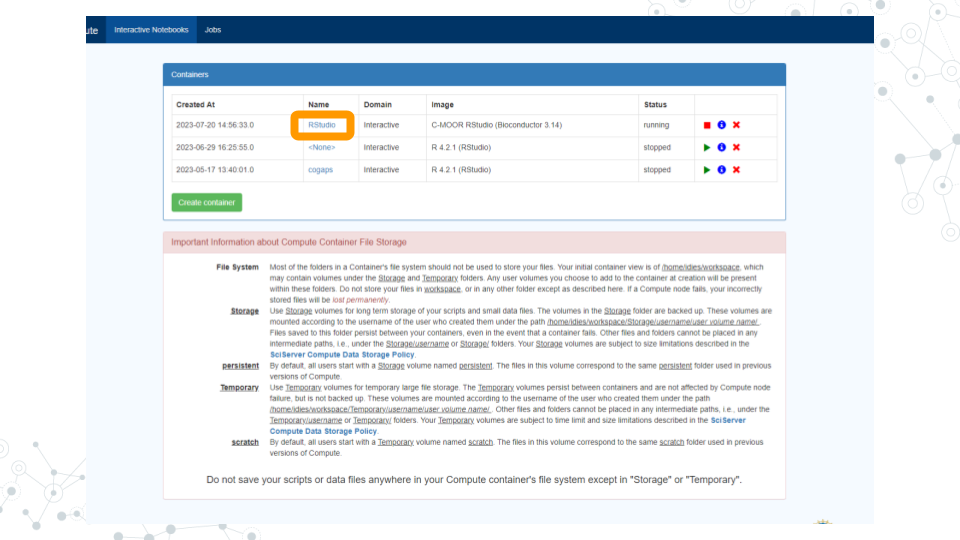 ute Interactive Notebooks Jobs
Containers
Created At Name Domain Image Status
2023-07-20 14:56:33.0 RStudio Interactive C-MOOR RStudio (Bioconductor 3.14) running
2023-06-29 16:25:55.0 <None> Interactive R 4.2.1 (RStudio) stopped
2023-05-17 13:40:01.0 cogaps Interactive R 4.2.1 (RStudio) stopped
Create container
Important Information about Compute Container File Storage
File System Most of the folders in a Container's file system should not be used to store your files. Your initial container view is of /home/idies/workspace, which
may contain volumes under the Storage and Temporary folders. Any user volumes you choose to add to the container at creation will be present
within these folders. Do not store your files in workspace, or in any other folder except as described here. If a Compute node fails, your incorrectly
stored files will be lost permanently.
Storage Use Storage volumes for long term storage of your scripts and small data files. The volumes in the Storage folder are backed up. These volumes are
mounted according to the username of the user who created them under the path /home/idies/workspace/Storage/username/user volume name/ .
Files saved to this folder persist between your containers, even in the event that a container fails. Other files and folders cannot be placed in any
intermediate paths, i.e., under the Storage/username or Storage/ folders. Your Storage volumes are subject to size limitations described in the
SciServer Compute Data Storage Policy.
persistent By default, all users start with a Storage volume named persistent. The files in this volume correspond to the same persistent folder used in previous
versions of Compute.
Temporary Use Temporary volumes for temporary large file storage. The Temporary volumes persist between containers and are not affected by Compute node
failure, but is not backed up. These volumes are mounted according to the username of the user who created them under the path
/home/idies/workspace/Temporary/username/user volume name/ . Other files and folders cannot be placed in any intermediate paths, i.e., under the
Temporary/username or Temporary/ folders. Your Temporary volumes are subject to time limit and size limitations described in the SciServer
Compute Data Storage Policy.
scratch By default, all users start with a Temporary volume named scratch. The files in this volume correspond to the same scratch folder used in previous
versions of Compute.
Do not save your scripts or data files anywhere in your Compute container's file system except in "Storage" or "Temporary".